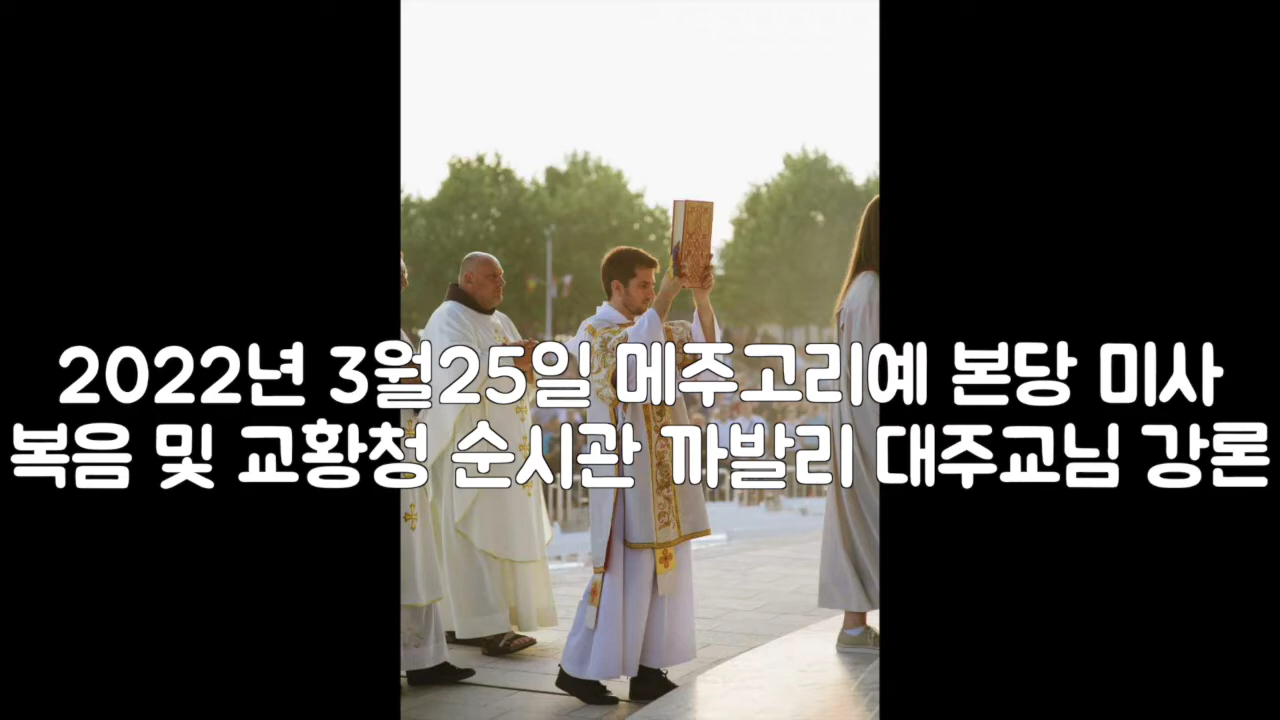 2022년 3월25일 메주고리예 본당 미사
복음 및 교황청 순시관 까발리 대주교님 강론